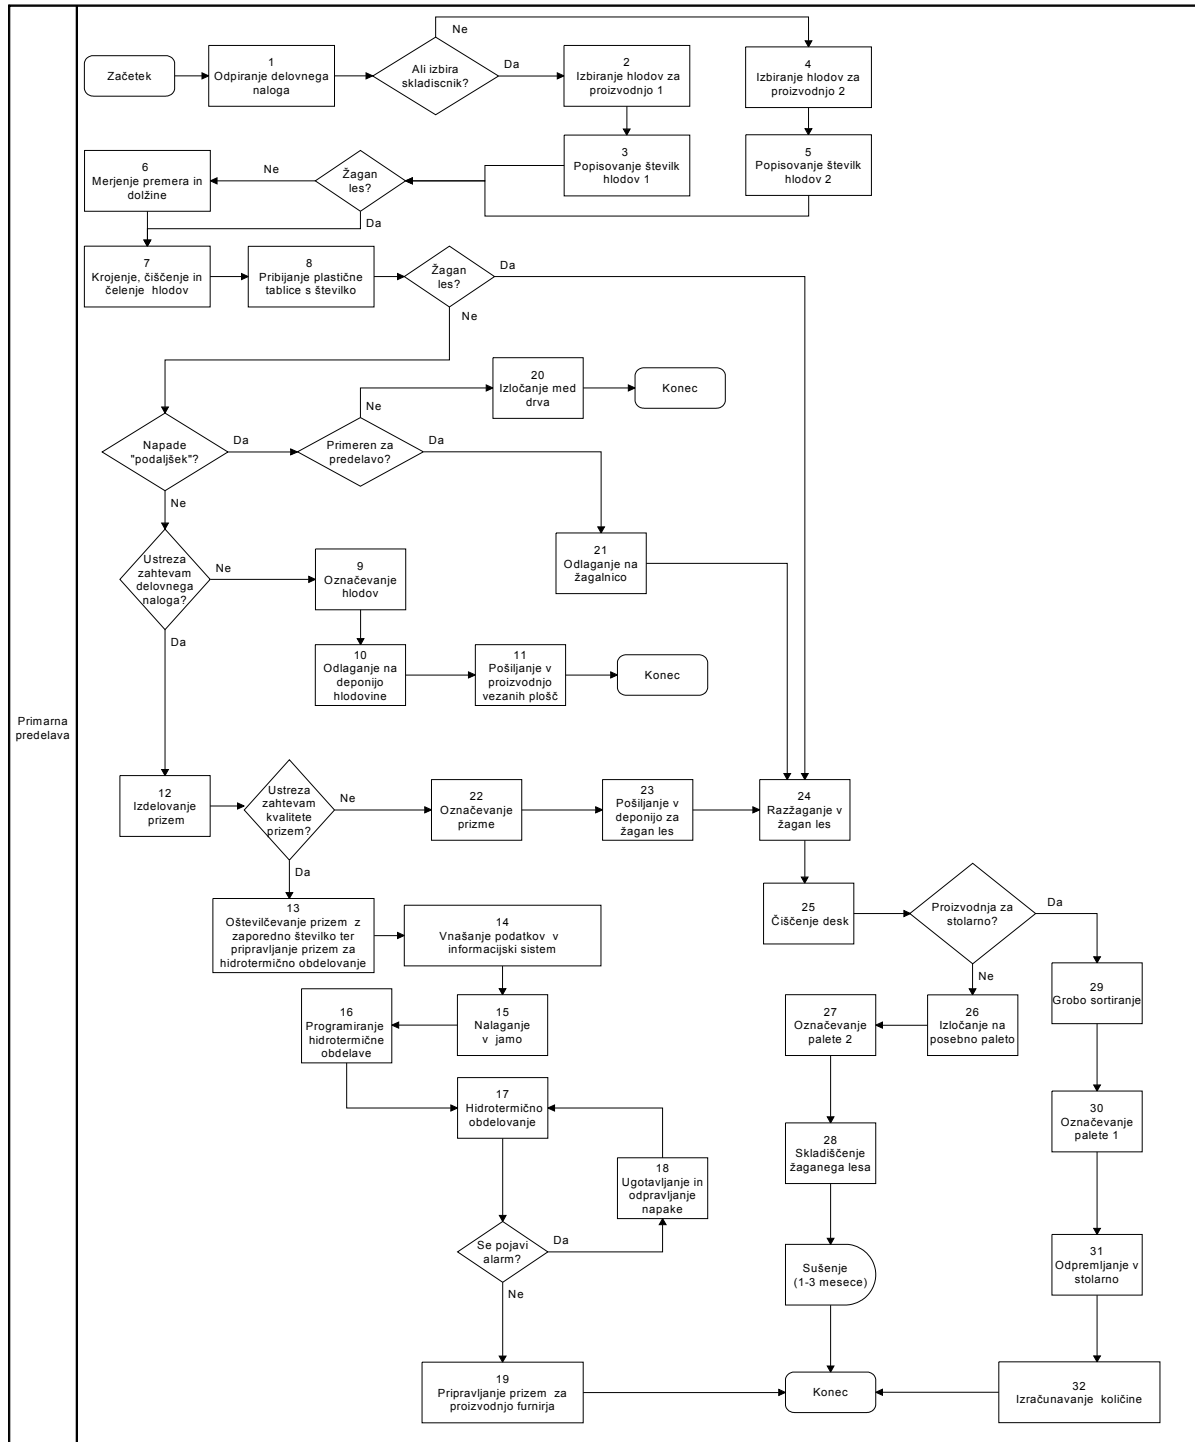 Primarna
predelava
Začetek
1
Odpiranje delovnega
naloga
Ali izbira
skladiscnik?
Ne
Da
2
Izbiranje hlodov za
proizvodnjo 1
4
Izbiranje hlodov za
proizvodnjo 2
3
Popisovanje številk
hlodov 1
5
Popisovanje številk
hlodov 2
6
Merjenje premera in
dolžine
Ne
Žagan
les?
Da
7
Krojenje, čiščenje in
čelenje hlodov
8
Pribijanje plastične
tablice s številko
Žagan
les?
Da
Ne
20
Izločanje med
drva
Konec
Ne
Napade
"podaljšek"?
Da
Primeren za
predelavo?
Da
Ne
Ustreza
zahtevam
delovnega
naloga?
Ne
9
Označevanje
hlodov
21
Odlaganje na
žagalnico
Da
10
Odlaganje na
deponijo
hlodovine
11
Pošiljanje v
proizvodnjo
vezanih plošč
Konec
12
Izdelovanje
prizem
Ustreza
zahtevam
kvalitete
prizem?
Ne
22
Označevanje
prizme
23
Pošiljanje v
deponijo za
žagan les
24
Razžaganje v
žagan les
Da
13
Oštevilčevanje prizem z
zaporedno številko ter
pripravljanje prizem za
hidrotermično obdelovanje
14
Vnašanje podatkov v
informacijski sistem
25
Čiščenje desk
Proizvodnja za
stolarno?
Da
Ne
16
Programiranje
hidrotermične
obdelave
15
Nalaganje
v jamo
27
Označevanje
palete 2
26
Izločanje na
posebno paleto
29
Grobo sortiranje
17
Hidrotermično
obdelovanje
18
Ugotavljanje in
odpravljanje
napake
28
Skladiščenje
žaganega lesa
30
Označevanje
palete 1
Se pojavi
alarm?
Da
Ne
Sušenje
(1-3 mesece)
31
Odpremljanje v
stolarno
19
Pripravljanje prizem za
proizvodnjo furnirja
Konec
32
Izračunavanje količine